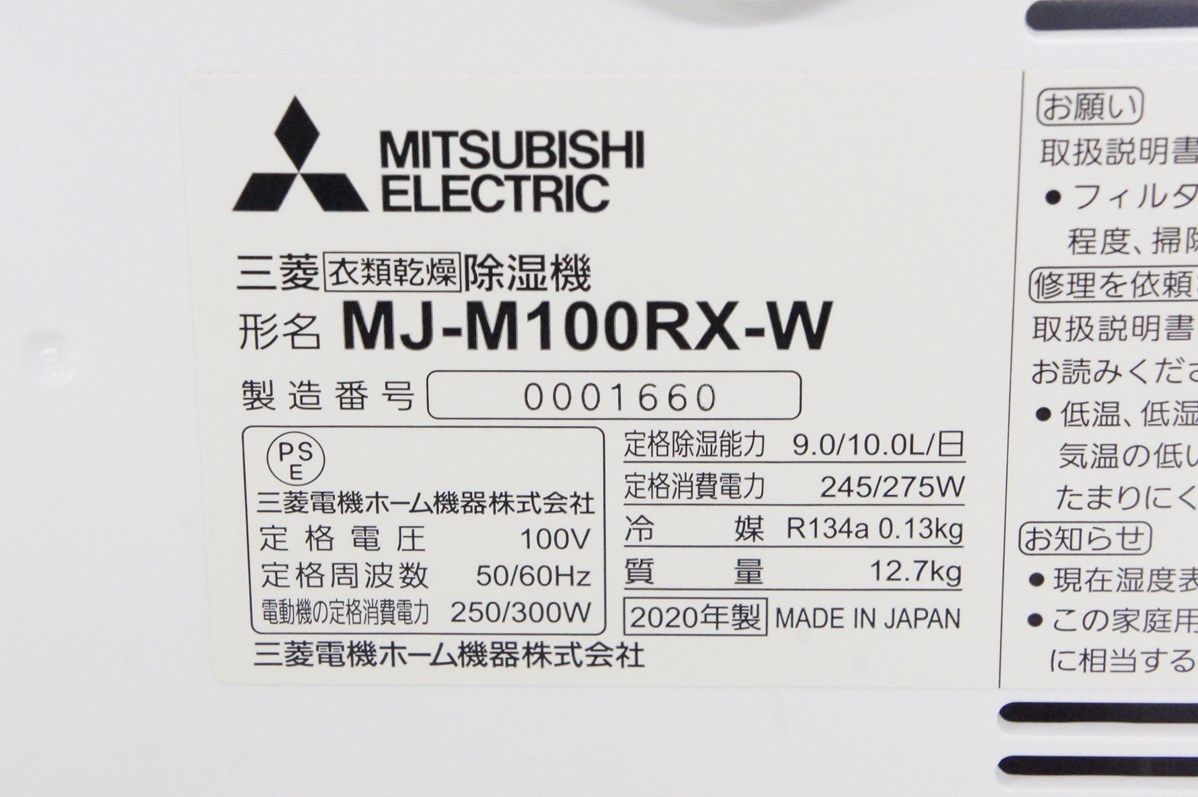 MITSUBISHI
ELECTRIC
三菱 衣類乾燥 除湿機
形名 MJ-M100RX-W
製造番号 0001660
PS
E
三菱電機ホーム機器株式会社
定格電圧 100V
定格周波数 50/60Hz
電動機の定格消費電力 250/300W
定格除湿能力 9.0/10.0L/日
定格消費電力 245/275W
冷媒 R134a 0.13kg
質量 12.7kg
2020年製 MADE IN JAPAN
三菱電機ホーム機器株式会社
お願い
取扱説明書
●フィルタ
程度、掃除
修理を依頼
取扱説明書
お読みくださ
●低温、低湿
気温の低い
たまりにく
お知らせ
●現在湿度表
●この家庭用
に相当する